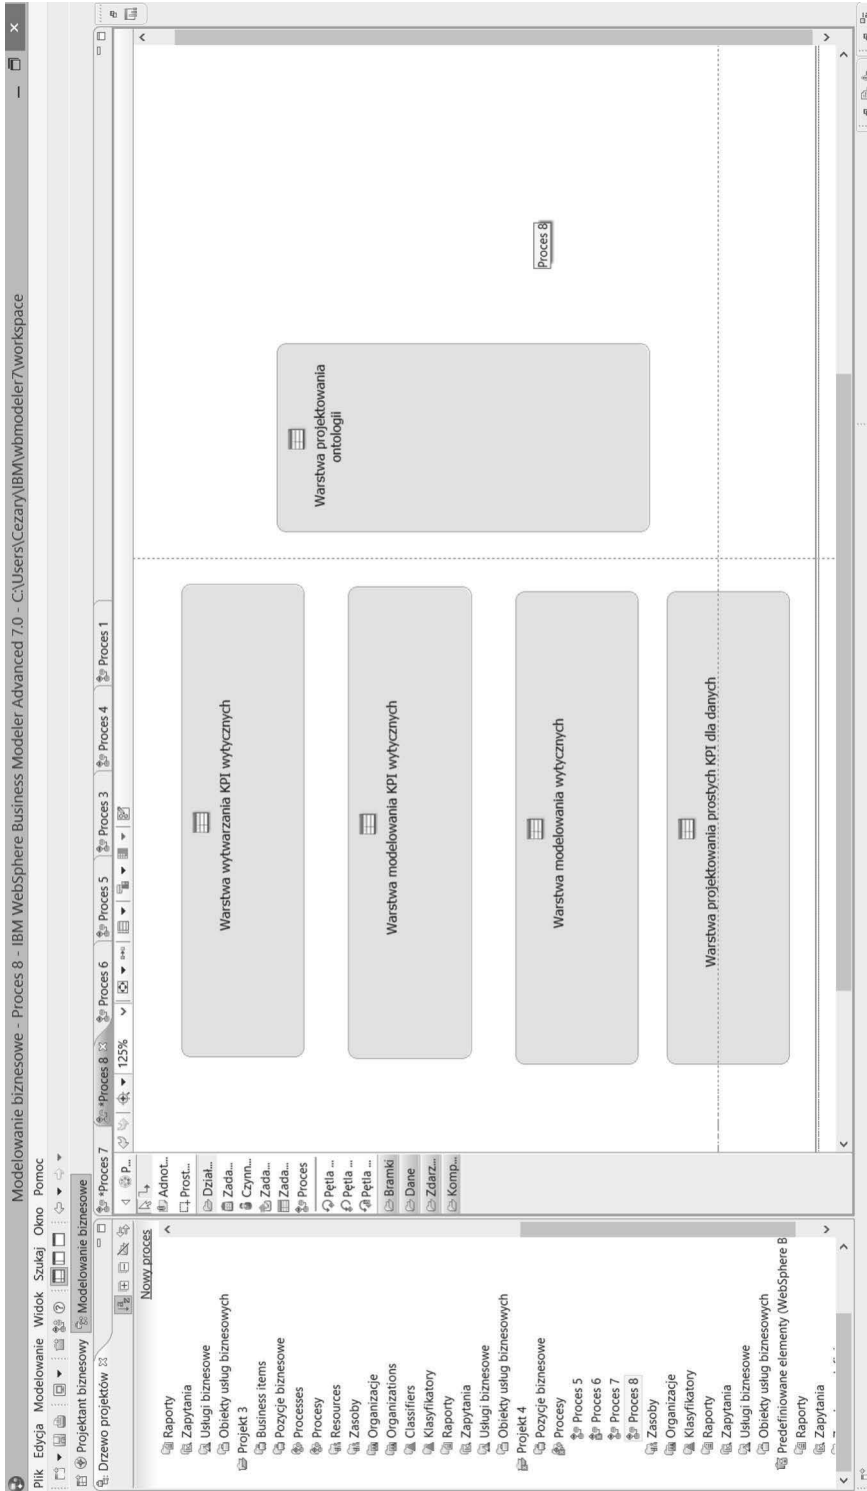 Modelowanie biznesowe - Proces 8 - IBM WebSphere Business Modeler Advanced 7.0 - C:\Users\Cezary\IBM\wbmodeler7\workspace
Plik Edycja Modelowanie Widok Szukaj Okno Pomoc
Projektant biznesowy Modelowanie biznesowe
Drzewo projektów
Nowy proces
Raporty
Zapytania
Usługi biznesowe
Obiekty usług biznesowych
Projekt 3
Business items
Pozycje biznesowe
Processes
Procesy
Resources
Zasoby
Organizacje
Organizations
Classifiers
Klasyfikatory
Raporty
Zapytania
Usługi biznesowe
Obiekty usług biznesowych
Projekt 4
Pozycje biznesowe
Procesy
Proces 5
Proces 6
Proces 7
Proces 8
Zasoby
Organizacje
Klasyfikatory
Raporty
Zapytania
Usługi biznesowe
Obiekty usług biznesowych
Predefiniowane elementy (WebSphere B
Raporty
Zapytania
*Proces 7 *Proces 8 Proces 6 Proces 5 Proces 3 Proces 4 Proces 1
P... 125%
Adnot...
Prost...
Dział...
Zada...
Czynn...
Zada...
Zada...
Proces
Pętla ...
Pętla ...
Pętla ...
Bramki
Dane
Zdarz...
Komp...
Warstwa wytwarzania KPI wytycznych
Warstwa modelowania KPI wytycznych
Warstwa modelowania wytycznych
Warstwa projektowania prostych KPI dla danych
Warstwa projektowania
ontologii
Proces 8